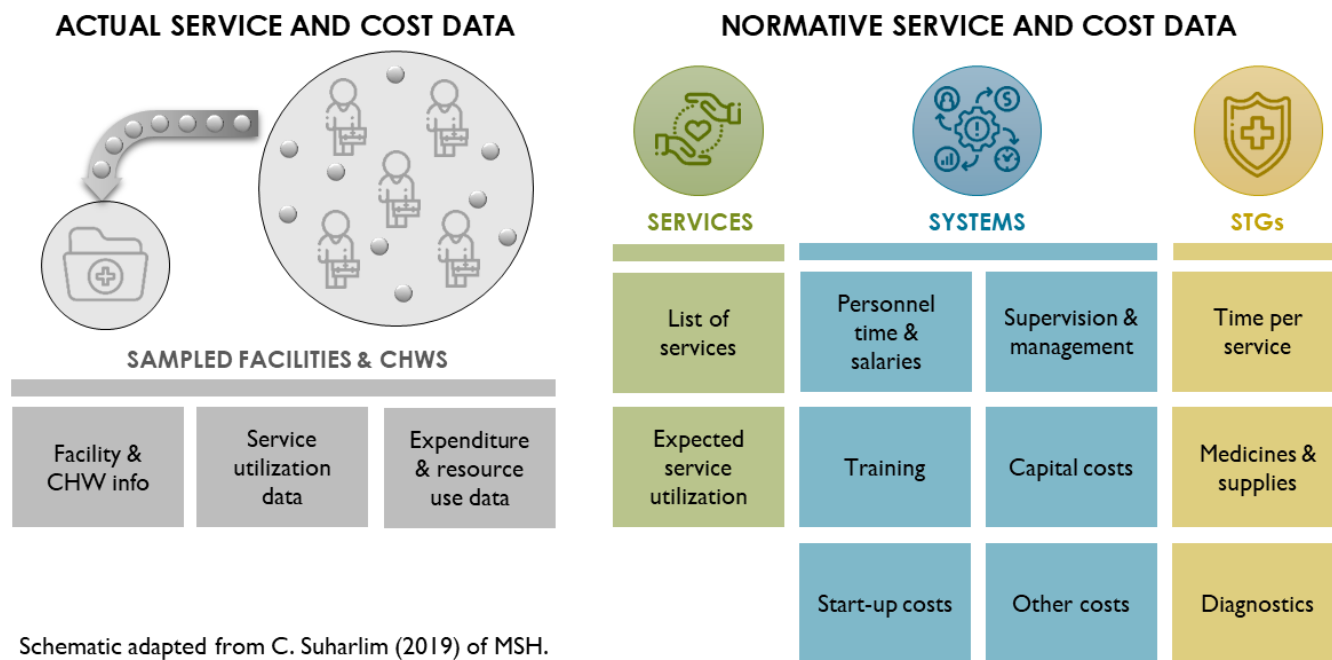 ACTUAL SERVICE AND COST DATA
SAMPLED FACILITIES & CHWS
Facility &
CHW info
Service
utilization
data
Expenditure
& resource
use data
Schematic adapted from C. Suharlim (2019) of MSH.
NORMATIVE SERVICE AND COST DATA
$
!
SERVICES
List of
services
Expected
service
utilization
SYSTEMS
Personnel
time &
salaries
Supervision &
management
Training
Capital costs
Start-up costs
Other costs
STGs
Time per
service
Medicines &
supplies
Diagnostics